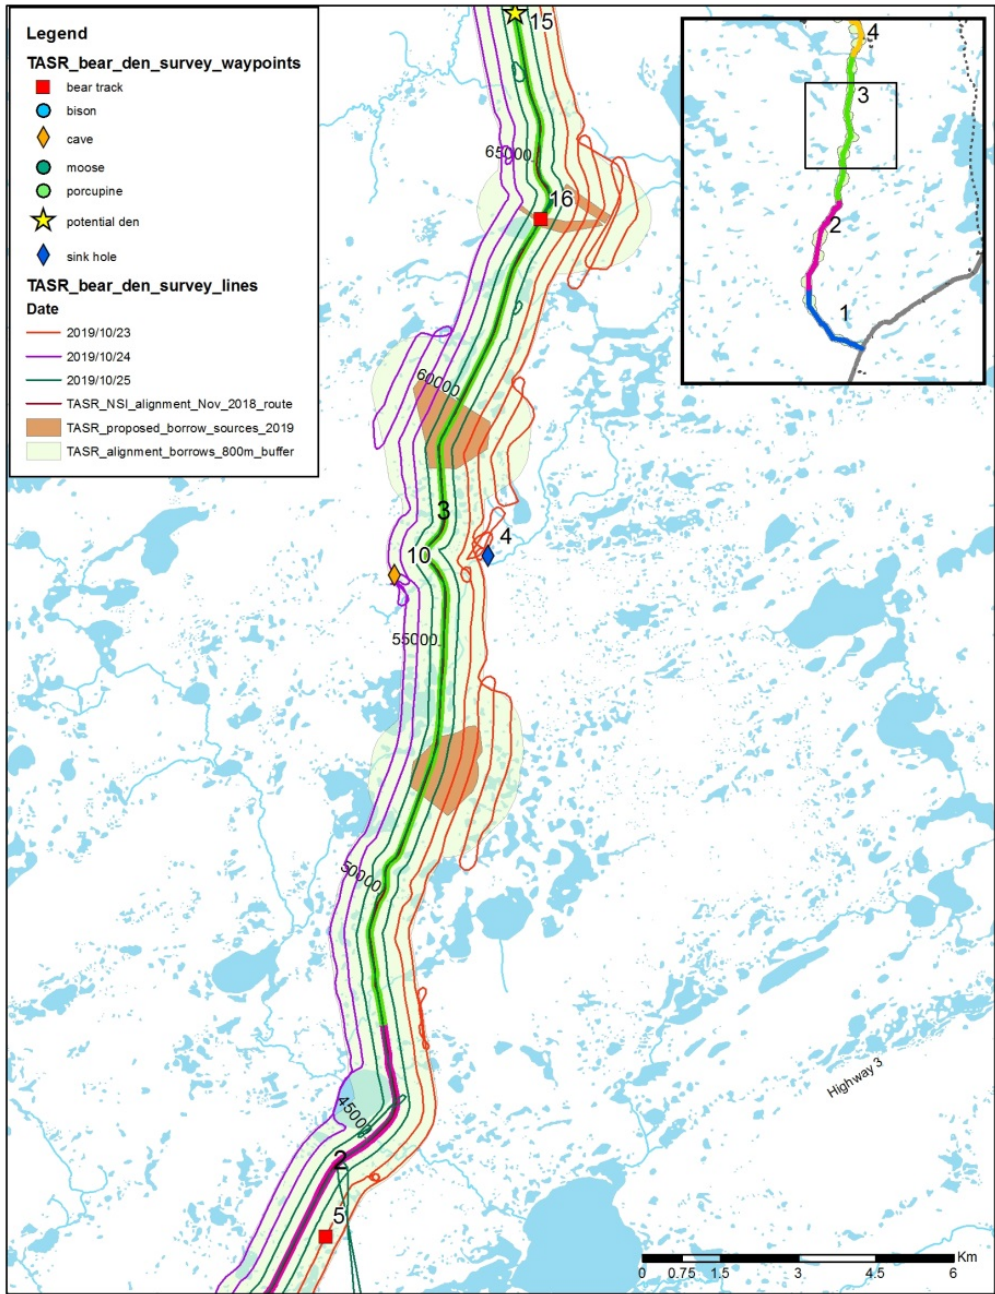 Legend
TASR_bear_den_survey_waypoints
bear track
bison
cave
moose
porcupine
potential den
sink hole
TASR_bear_den_survey_lines
Date
2019/10/23
2019/10/24
2019/10/25
TASR_NSI_alignment_Nov_2018_route
TASR_proposed_borrow_sources_2019
TASR_alignment_borrows_800m_buffer
15
4
3
2
1
65000
16
60000
3
4
10
55000
50000
45000
2
5
Highway 3
Km
0 0.75 1.5 3 4.5 6